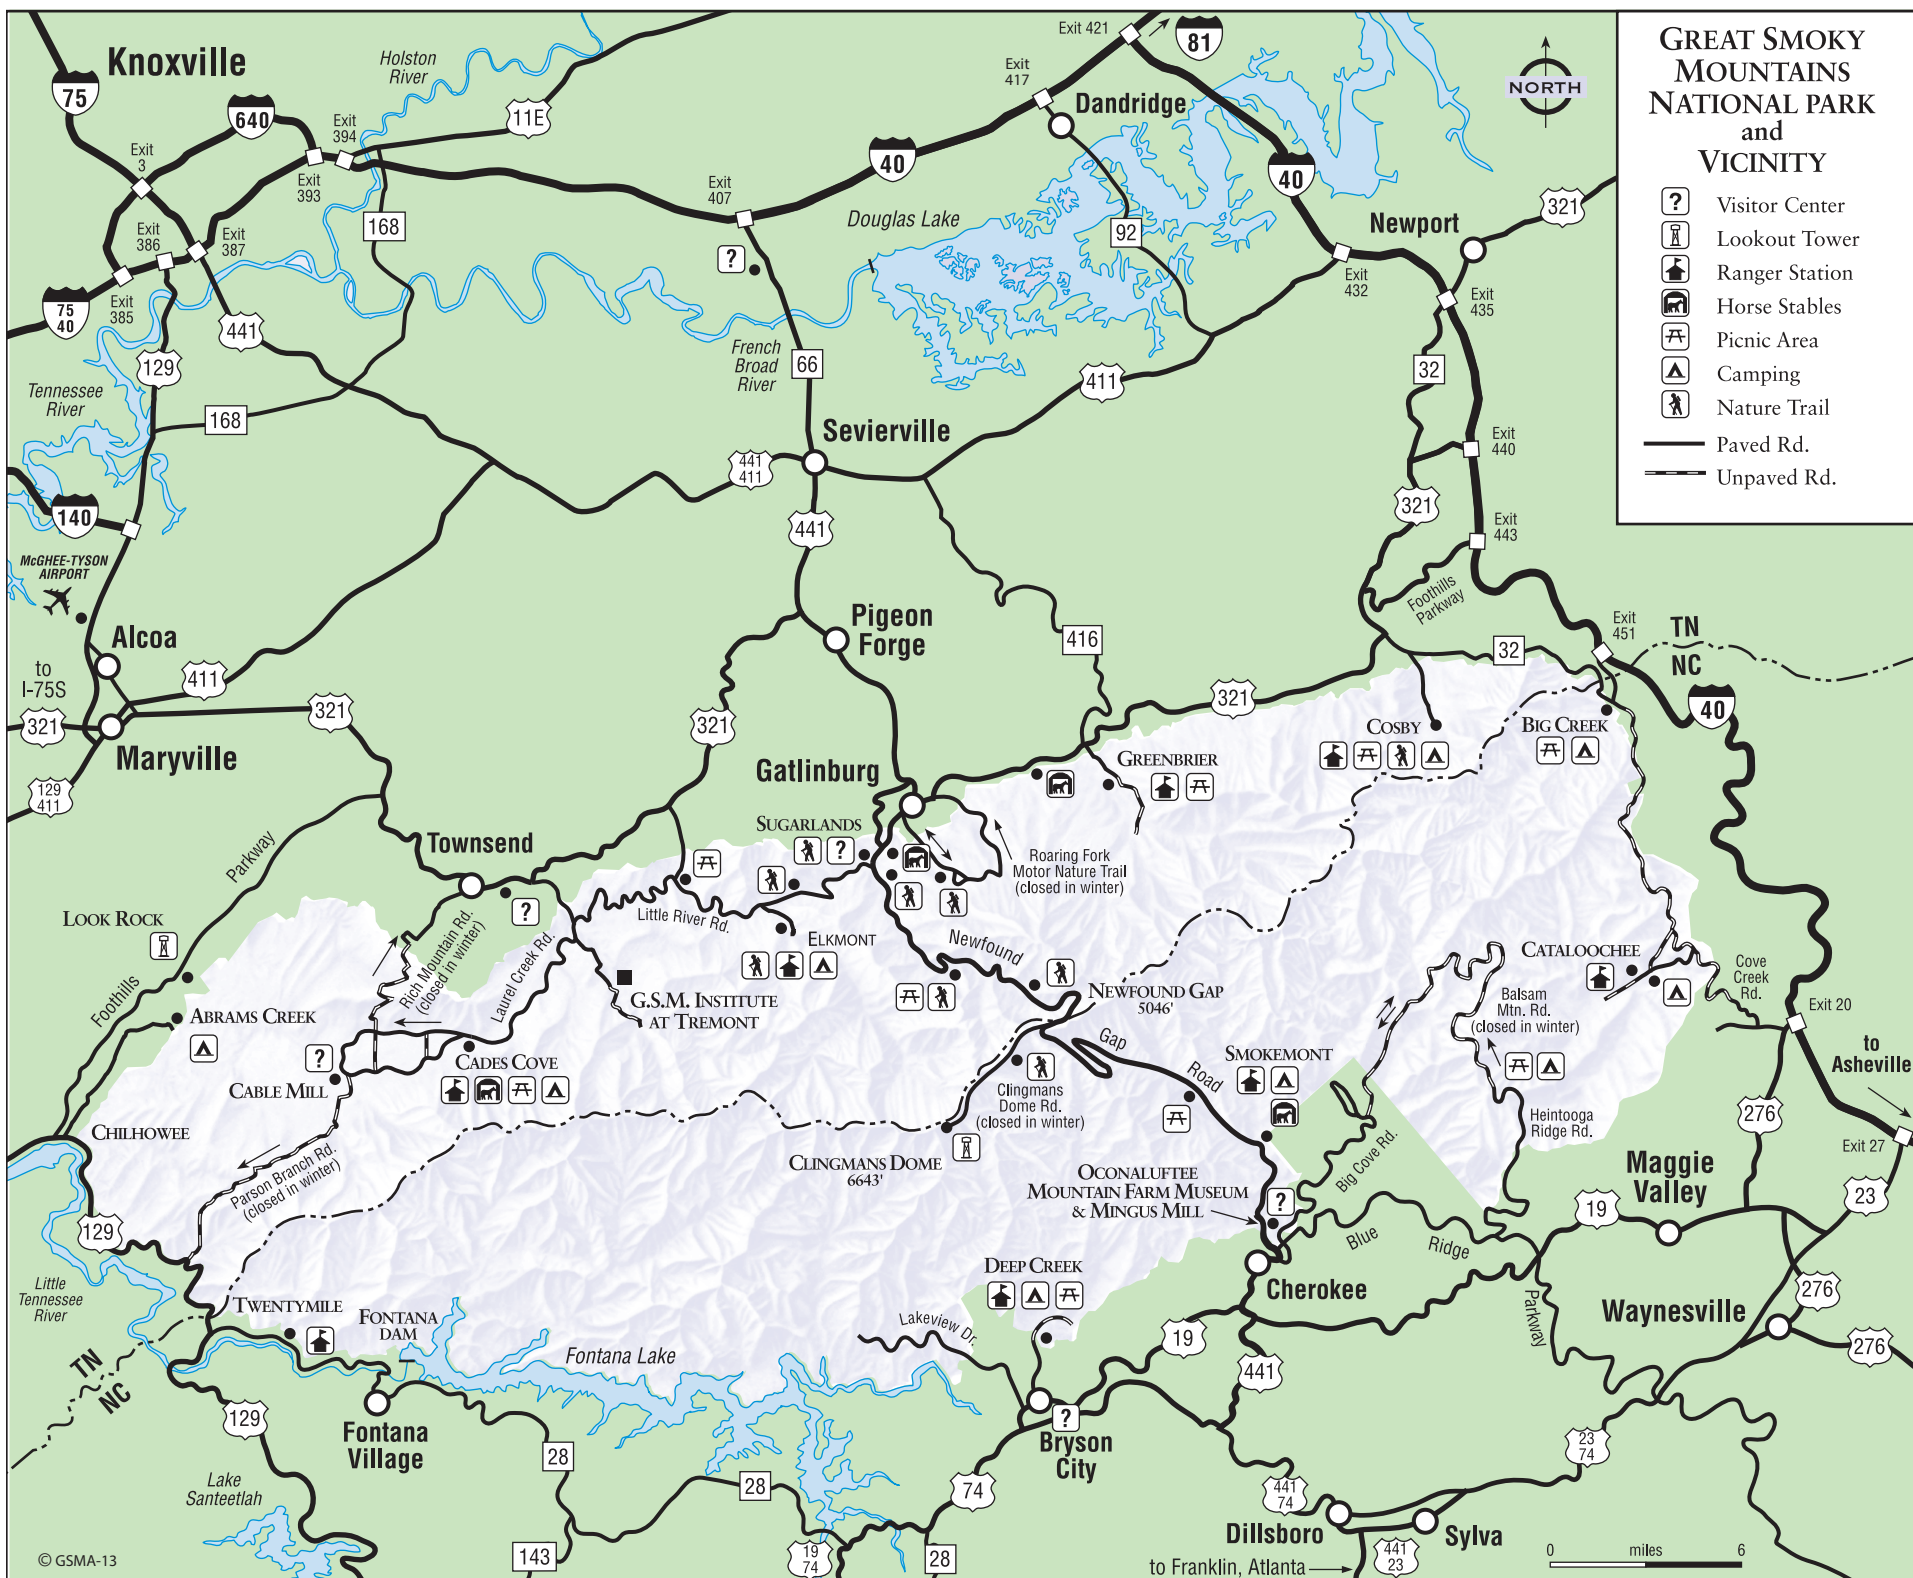 GREAT SMOKY
MOUNTAINS
NATIONAL PARK
and
VICINITY
? Visitor Center
Lookout Tower
Ranger Station
Horse Stables
Picnic Area
Camping
Nature Trail
Paved Rd.
Unpaved Rd.
NORTH
Knoxville
75
640
Exit
3
Exit
394
Exit
393
Exit
386
Exit
387
Exit
385
75
40
Holston
River
11E
168
441
129
168
Tennessee
River
140
McGHEE-TYSON
AIRPORT
Alcoa
to
I-75S
411
321
321
Maryville
129
411
Exit
407
?
40
Exit
417
Exit 421
81
Dandridge
Douglas Lake
92
40
Newport
321
Exit
432
Exit
435
French
Broad
River
66
411
32
Sevierville
441
411
441
Exit
440
321
Exit
443
Foothills
Parkway
Pigeon
Forge
416
Exit
451
TN
NC
32
321
321
40
Gatlinburg
COSBY
BIG CREEK
GREENBRIER
Townsend
?
SUGARLANDS
?
Roaring Fork
Motor Nature Trail
(closed in winter)
Foothills
Parkway
LOOK ROCK
Rich Mountain Rd.
(closed in winter)
Laurel Creek Rd.
Little River Rd.
ELKMONT
Newfound
Gap
Road
NEWFOUND GAP
5046'
G.S.M. INSTITUTE
AT TREMONT
ABRAMS CREEK
?
CABLE MILL
CADES COVE
CHILHOWEE
Parson Branch Rd.
(closed in winter)
Clingmans
Dome Rd.
(closed in winter)
CLINGMANS DOME
6643'
SMOKEMONT
OCONALUFTEE
MOUNTAIN FARM MUSEUM
& MINGUS MILL
?
Big Cove Rd.
CATALOOCHEE
Balsam
Mtn. Rd.
(closed in winter)
Cove
Creek
Rd.
Heintooga
Ridge Rd.
Exit 20
to
Asheville
276
Exit 27
23
Maggie
Valley
19
Blue
Ridge
Parkway
Cherokee
276
Waynesville
276
129
Little
Tennessee
River
TWENTYMILE
FONTANA
DAM
Fontana Lake
DEEP CREEK
Lakeview Dr.
19
441
TN
NC
129
Fontana
Village
28
?
Bryson
City
Lake
Santeetlah
28
74
441
74
23
74
Dillsboro
Sylva
143
19
74
28
to Franklin, Atlanta
441
23
0 miles 6
© GSMA-13